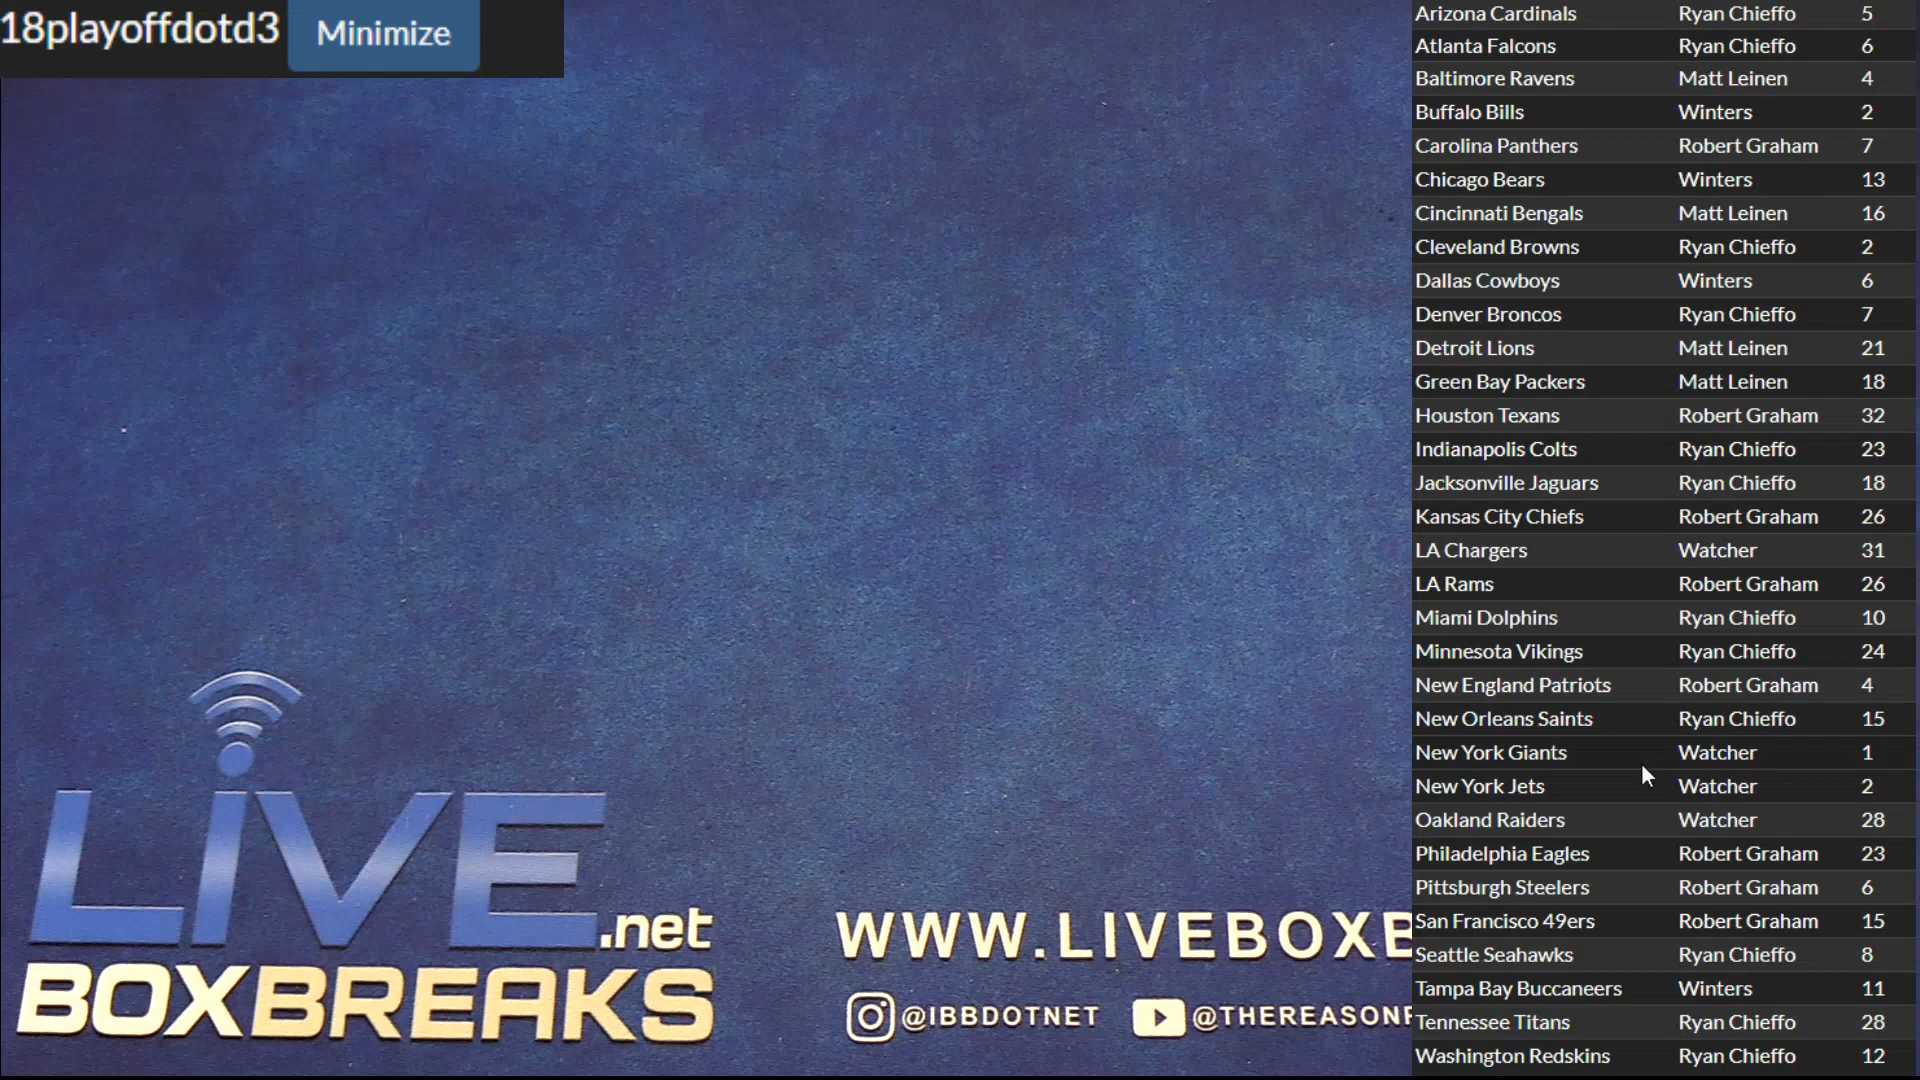 18playoffdotd3
Minimize
LIVE.net
BOXBREAKS
WWW.LIVEBOXB
@IBBDOTNET @THEREASONF
Arizona Cardinals Ryan Chieffo 5
Atlanta Falcons Ryan Chieffo 6
Baltimore Ravens Matt Leinen 4
Buffalo Bills Winters 2
Carolina Panthers Robert Graham 7
Chicago Bears Winters 13
Cincinnati Bengals Matt Leinen 16
Cleveland Browns Ryan Chieffo 2
Dallas Cowboys Winters 6
Denver Broncos Ryan Chieffo 7
Detroit Lions Matt Leinen 21
Green Bay Packers Matt Leinen 18
Houston Texans Robert Graham 32
Indianapolis Colts Ryan Chieffo 23
Jacksonville Jaguars Ryan Chieffo 18
Kansas City Chiefs Robert Graham 26
LA Chargers Watcher 31
LA Rams Robert Graham 26
Miami Dolphins Ryan Chieffo 10
Minnesota Vikings Ryan Chieffo 24
New England Patriots Robert Graham 4
New Orleans Saints Ryan Chieffo 15
New York Giants Watcher 1
New York Jets Watcher 2
Oakland Raiders Watcher 28
Philadelphia Eagles Robert Graham 23
Pittsburgh Steelers Robert Graham 6
San Francisco 49ers Robert Graham 15
Seattle Seahawks Ryan Chieffo 8
Tampa Bay Buccaneers Winters 11
Tennessee Titans Ryan Chieffo 28
Washington Redskins Ryan Chieffo 12